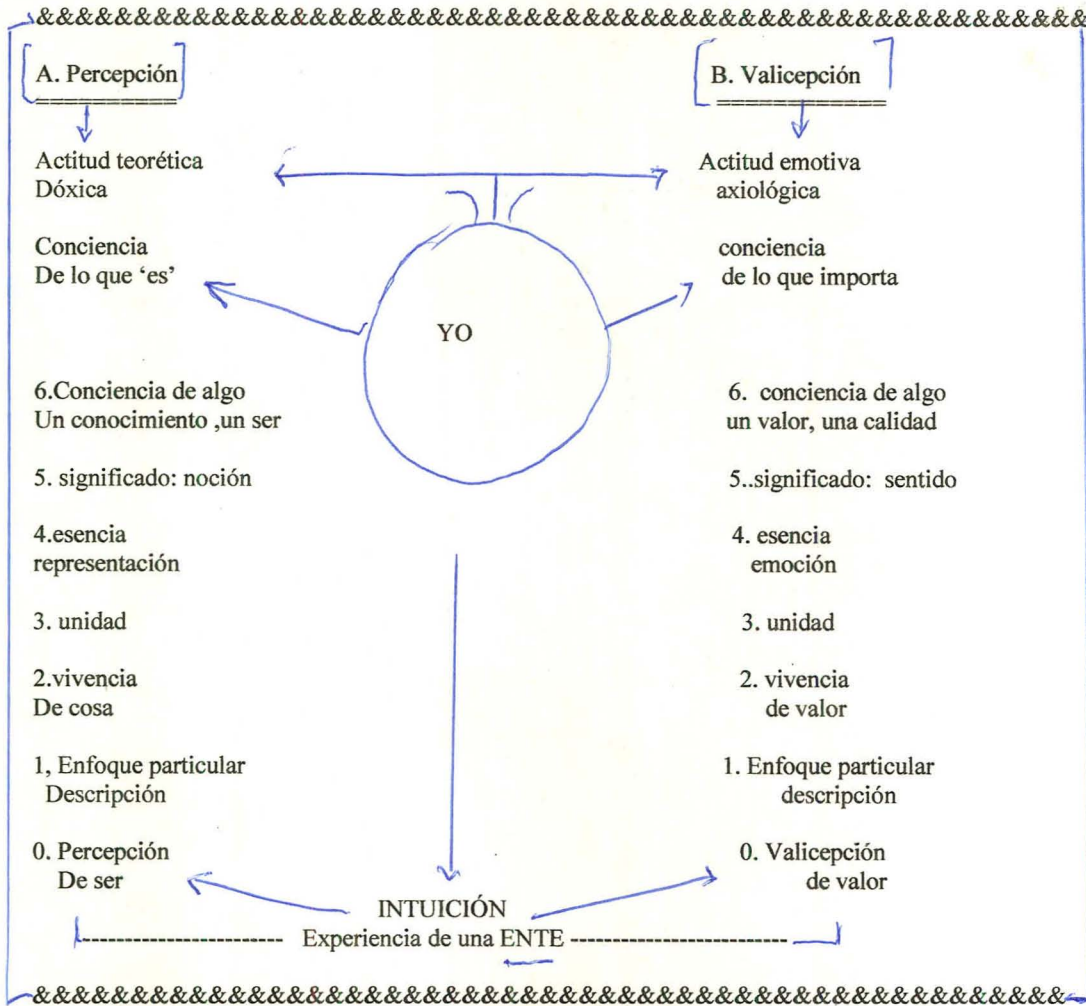 &&&&&&&&&&&&&&&&&&&&&&&&&&&&&&&&&&&&&&&&&&&&&&&&&&&&&&
A. Percepción
B. Valicepción
================
================
Actitud teorética
Dóxica
Actitud emotiva
axiológica
Conciencia
De lo que ‘es’
conciencia
de lo que importa
YO
6.Conciencia de algo
Un conocimiento ,un ser
6. conciencia de algo
un valor, una calidad
5. significado: noción
5..significado: sentido
4.esencia
representación
4. esencia
emoción
3. unidad
3. unidad
2.vivencia
De cosa
2. vivencia
de valor
1, Enfoque particular
Descripción
1. Enfoque particular
descripción
0. Percepción
De ser
0. Valicepción
de valor
INTUICIÓN
----------------------- Experiencia de una ENTE -------------------------
&&&&&&&&&&&&&&&&&&&&&&&&&&&&&&&&&&&&&&&&&&&&&&&&&&&&&